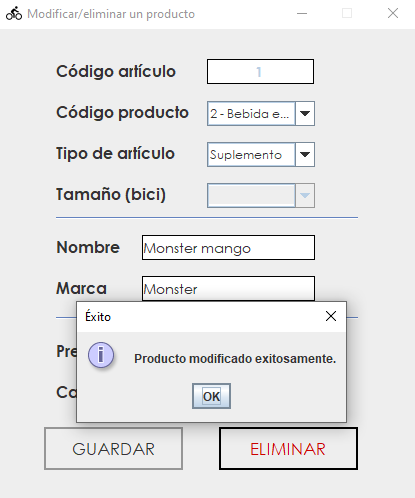 Modificar/eliminar un producto
Código artículo 1
Código producto 2 - Bebida e...
Tipo de artículo Suplemento
Tamaño (bici)
Nombre Monster mango
Marca Monster
Éxito
Pre
Producto modificado exitosamente.
Ca
OK
GUARDAR ELIMINAR